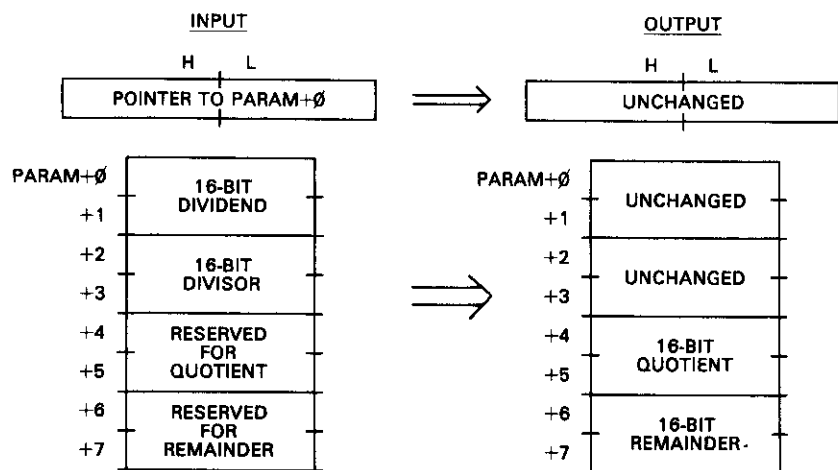 INPUT
H L
POINTER TO PARAM+Ø
PARAM+Ø
+1
+2
+3
+4
+5
+6
+7
16-BIT
DIVIDEND
16-BIT
DIVISOR
RESERVED
FOR
QUOTIENT
RESERVED
FOR
REMAINDER
OUTPUT
H L
UNCHANGED
PARAM+Ø
+1
+2
+3
+4
+5
+6
+7
UNCHANGED
UNCHANGED
16-BIT
QUOTIENT
16-BIT
REMAINDER